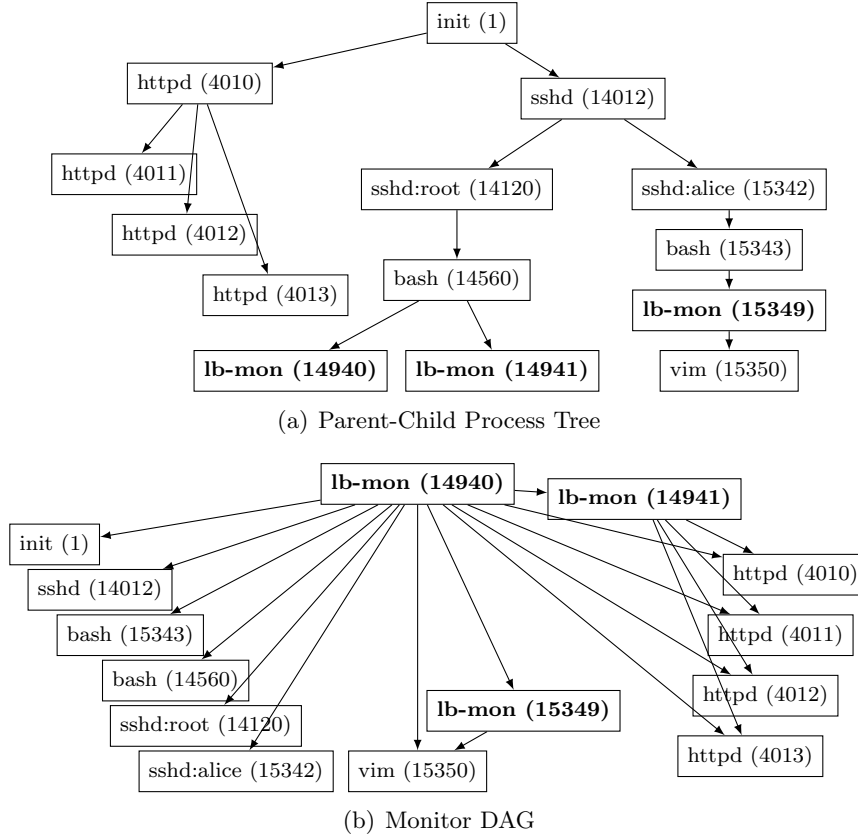 init (1)
httpd (4010)
sshd (14012)
httpd (4011)
sshd:root (14120)
sshd:alice (15342)
httpd (4012)
bash (15343)
httpd (4013)
bash (14560)
lb-mon (15349)
lb-mon (14940)
lb-mon (14941)
vim (15350)
(a) Parent-Child Process Tree
lb-mon (14940)
lb-mon (14941)
init (1)
httpd (4010)
sshd (14012)
bash (15343)
httpd (4011)
bash (14560)
httpd (4012)
lb-mon (15349)
sshd:root (14120)
httpd (4013)
sshd:alice (15342)
vim (15350)
(b) Monitor DAG